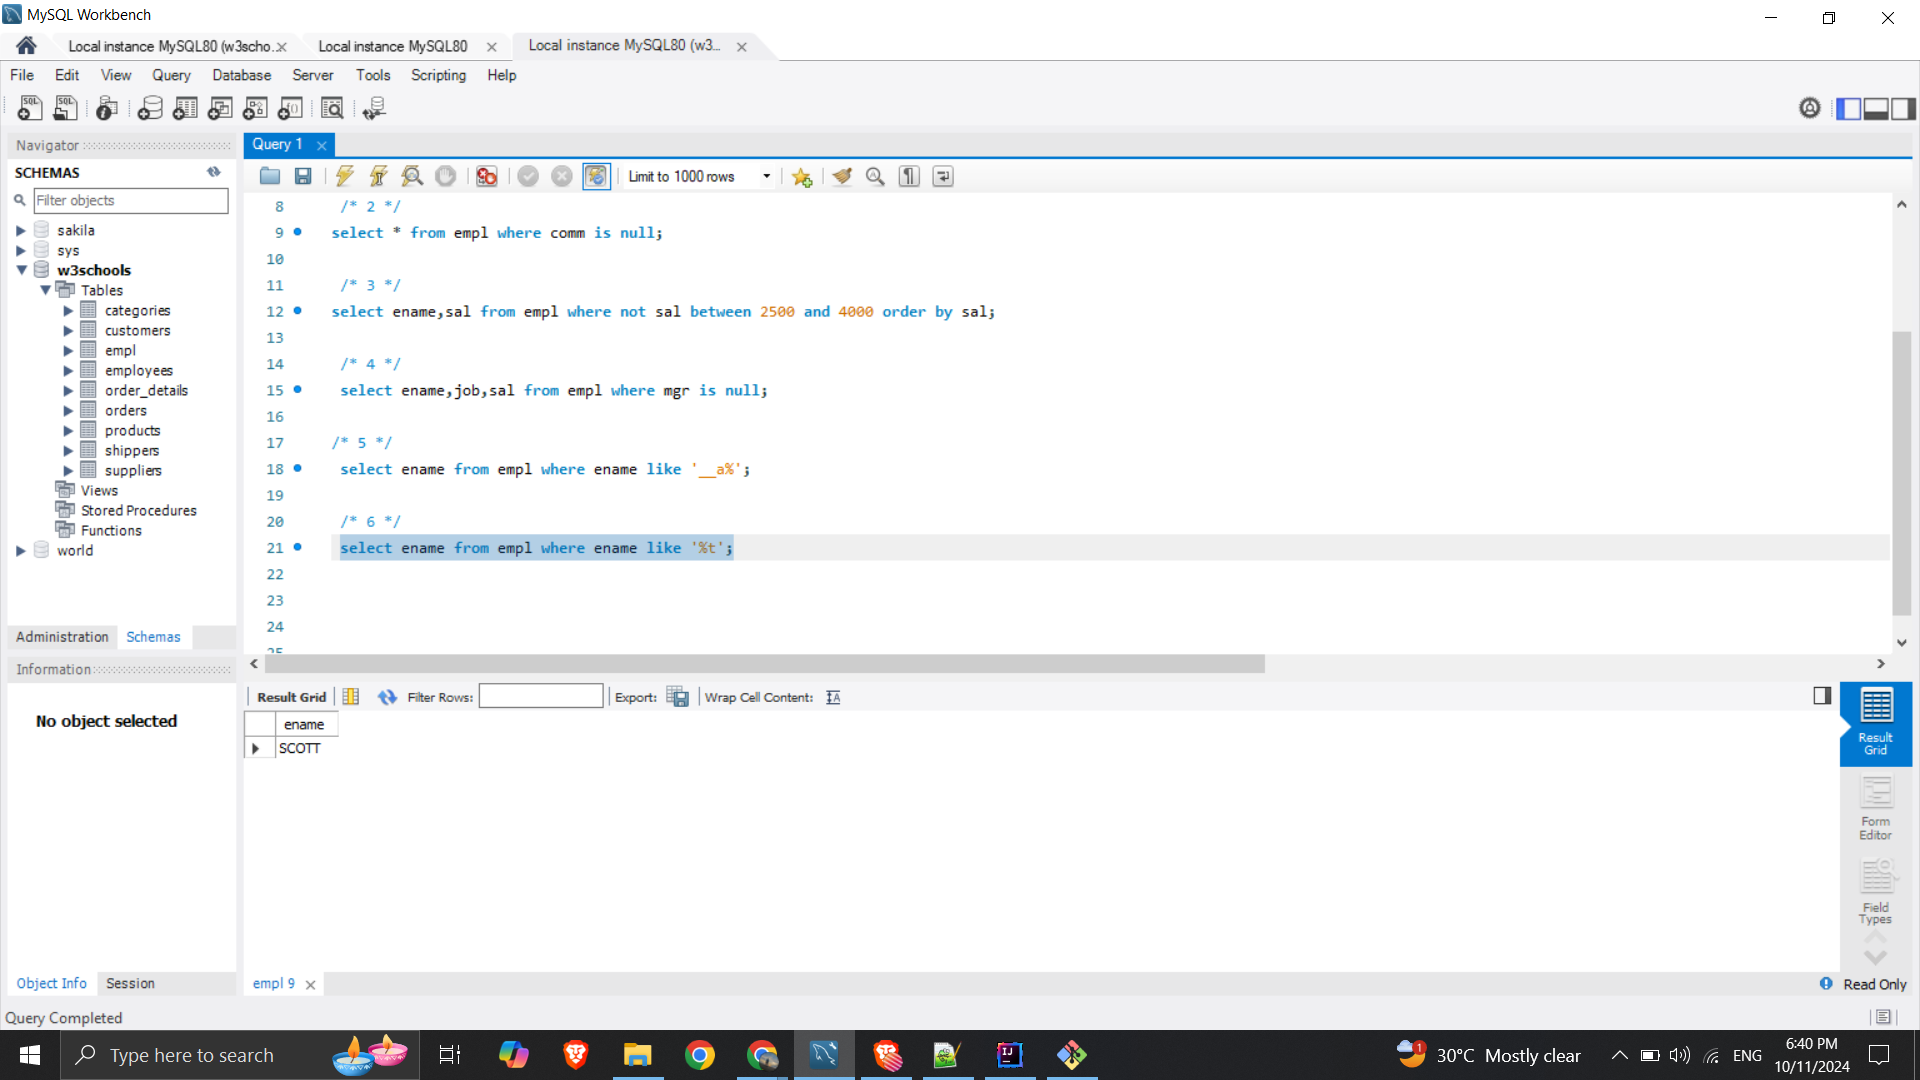 MySQL Workbench
Local instance MySQL80 (w3scho.
Local instance MySQL80
Local instance MySQL80 (w3...
File Edit View Query Database Server Tools Scripting Help
Navigator
Query 1
SCHEMAS
Limit to 1000 rows
Filter objects
sakila
sys
w3schools
Tables
categories
customers
empl
employees
order_details
orders
products
shippers
suppliers
Views
Stored Procedures
Functions
world
8 /* 2 */
9 select * from empl where comm is null;
10
11 /* 3 */
12 select ename,sal from empl where not sal between 2500 and 4000 order by sal;
13
14 /* 4 */
15 select ename,job,sal from empl where mgr is null;
16
17 /* 5 */
18 select ename from empl where ename like '__a%';
19
20 /* 6 */
21 select ename from empl where ename like '%t';
22
23
24
25
Administration Schemas
Information
No object selected
Result Grid Filter Rows: Export: Wrap Cell Content:
ename
SCOTT
Result
Grid
Form
Editor
Field
Types
Object Info Session
empl 9
Read Only
Query Completed
Type here to search
30°C Mostly clear
ENG
6:40 PM
10/11/2024